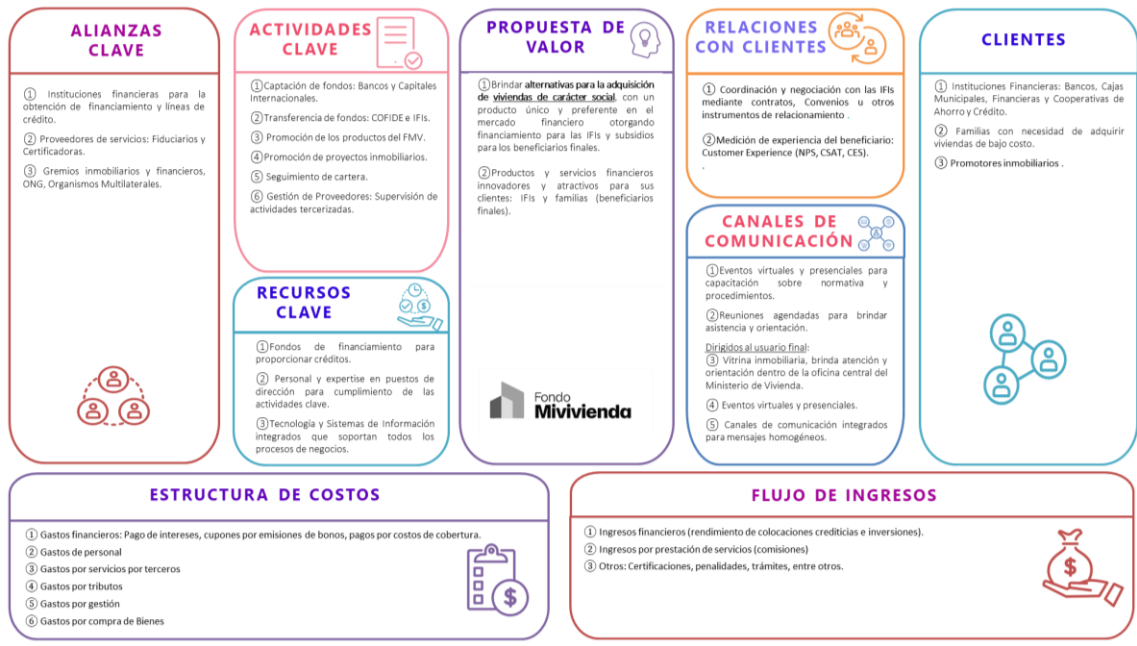 ALIANZAS
CLAVE
① Instituciones financieras para la
obtención de financiamiento y líneas de
crédito.
② Proveedores de servicios: Fiduciarios y
Certificadoras.
③ Gremios inmobiliarios y financieros,
ONG, Organismos Multilaterales.
ACTIVIDADES
CLAVE
①Captación de fondos: Bancos y Capitales
Internacionales.
②Transferencia de fondos: COFIDE e IFIs.
③ Promoción de los productos del FMV.
④Promoción de proyectos inmobiliarios.
⑤ Seguimiento de cartera.
⑥ Gestión de Proveedores: Supervisión de
actividades tercerizadas.
RECURSOS
CLAVE
①Fondos de financiamiento para
proporcionar créditos.
② Personal y expertise en puestos de
dirección para cumplimiento de las
actividades clave.
③Tecnología y Sistemas de Información
integrados que soportan todos los
procesos de negocios.
PROPUESTA DE
VALOR
①Brindar alternativas para la adquisición
de viviendas de carácter social, con un
producto único y preferente en el
mercado financiero otorgando
financiamiento para las IFIs y subsidios
para los beneficiarios finales.
②Productos y servicios financieros
innovadores y atractivos para sus
clientes: IFIs y familias (beneficiarios
finales).
Fondo
Mivivienda
RELACIONES
CON CLIENTES
① Coordinación y negociación con las IFIs
mediante contratos, Convenios u otros
instrumentos de relacionamiento .
②Medición de experiencia del beneficiario:
Customer Experience (NPS, CSAT, CES).
.
CANALES DE
COMUNICACIÓN
①Eventos virtuales y presenciales para
capacitación sobre normativa y
procedimientos.
②Reuniones agendadas para brindar
asistencia y orientación.
Dirigidos al usuario final:
③ Vitrina inmobiliaria, brinda atención y
orientación dentro de la oficina central del
Ministerio de Vivienda.
④ Eventos virtuales y presenciales.
⑤ Canales de comunicación integrados
para mensajes homogéneos.
CLIENTES
① Instituciones Financieras: Bancos, Cajas
Municipales, Financieras y Cooperativas de
Ahorro y Crédito.
② Familias con necesidad de adquirir
viviendas de bajo costo.
③ Promotores inmobiliarios .
ESTRUCTURA DE COSTOS
① Gastos financieros: Pago de intereses, cupones por emisiones de bonos, pagos por costos de cobertura.
② Gastos de personal
③ Gastos por servicios por terceros
④ Gastos por tributos
⑤ Gastos por gestión
⑥ Gastos por compra de Bienes
FLUJO DE INGRESOS
① Ingresos financieros (rendimiento de colocaciones crediticias e inversiones).
② Ingresos por prestación de servicios (comisiones)
③ Otros: Certificaciones, penalidades, trámites, entre otros.